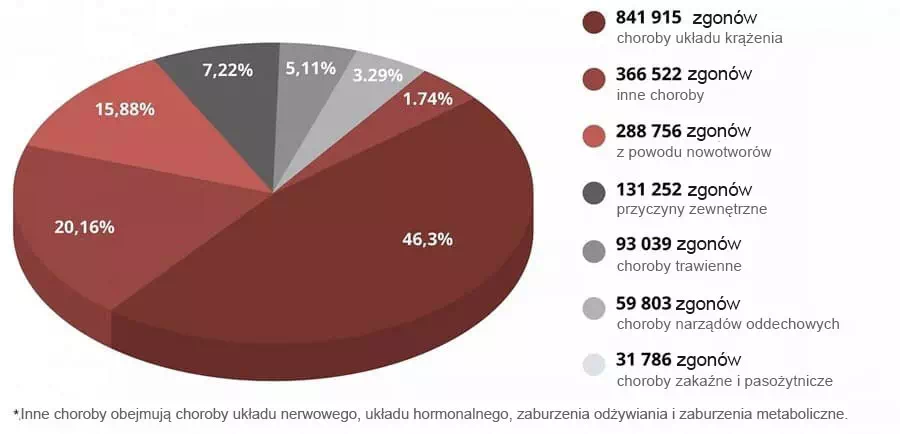 841 915 zgonów
choroby układu krążenia
366 522 zgonów
inne choroby
288 756 zgonów
z powodu nowotworów
131 252 zgonów
przyczyny zewnętrzne
93 039 zgonów
choroby trawienne
59 803 zgonów
choroby narządów oddechowych
31 786 zgonów
choroby zakaźne i pasożytnicze
7,22%
5,11%
3.29%
1.74%
15,88%
20,16%
46,3%
*Inne choroby obejmują choroby układu nerwowego, układu hormonalnego, zaburzenia odżywiania i zaburzenia metaboliczne.